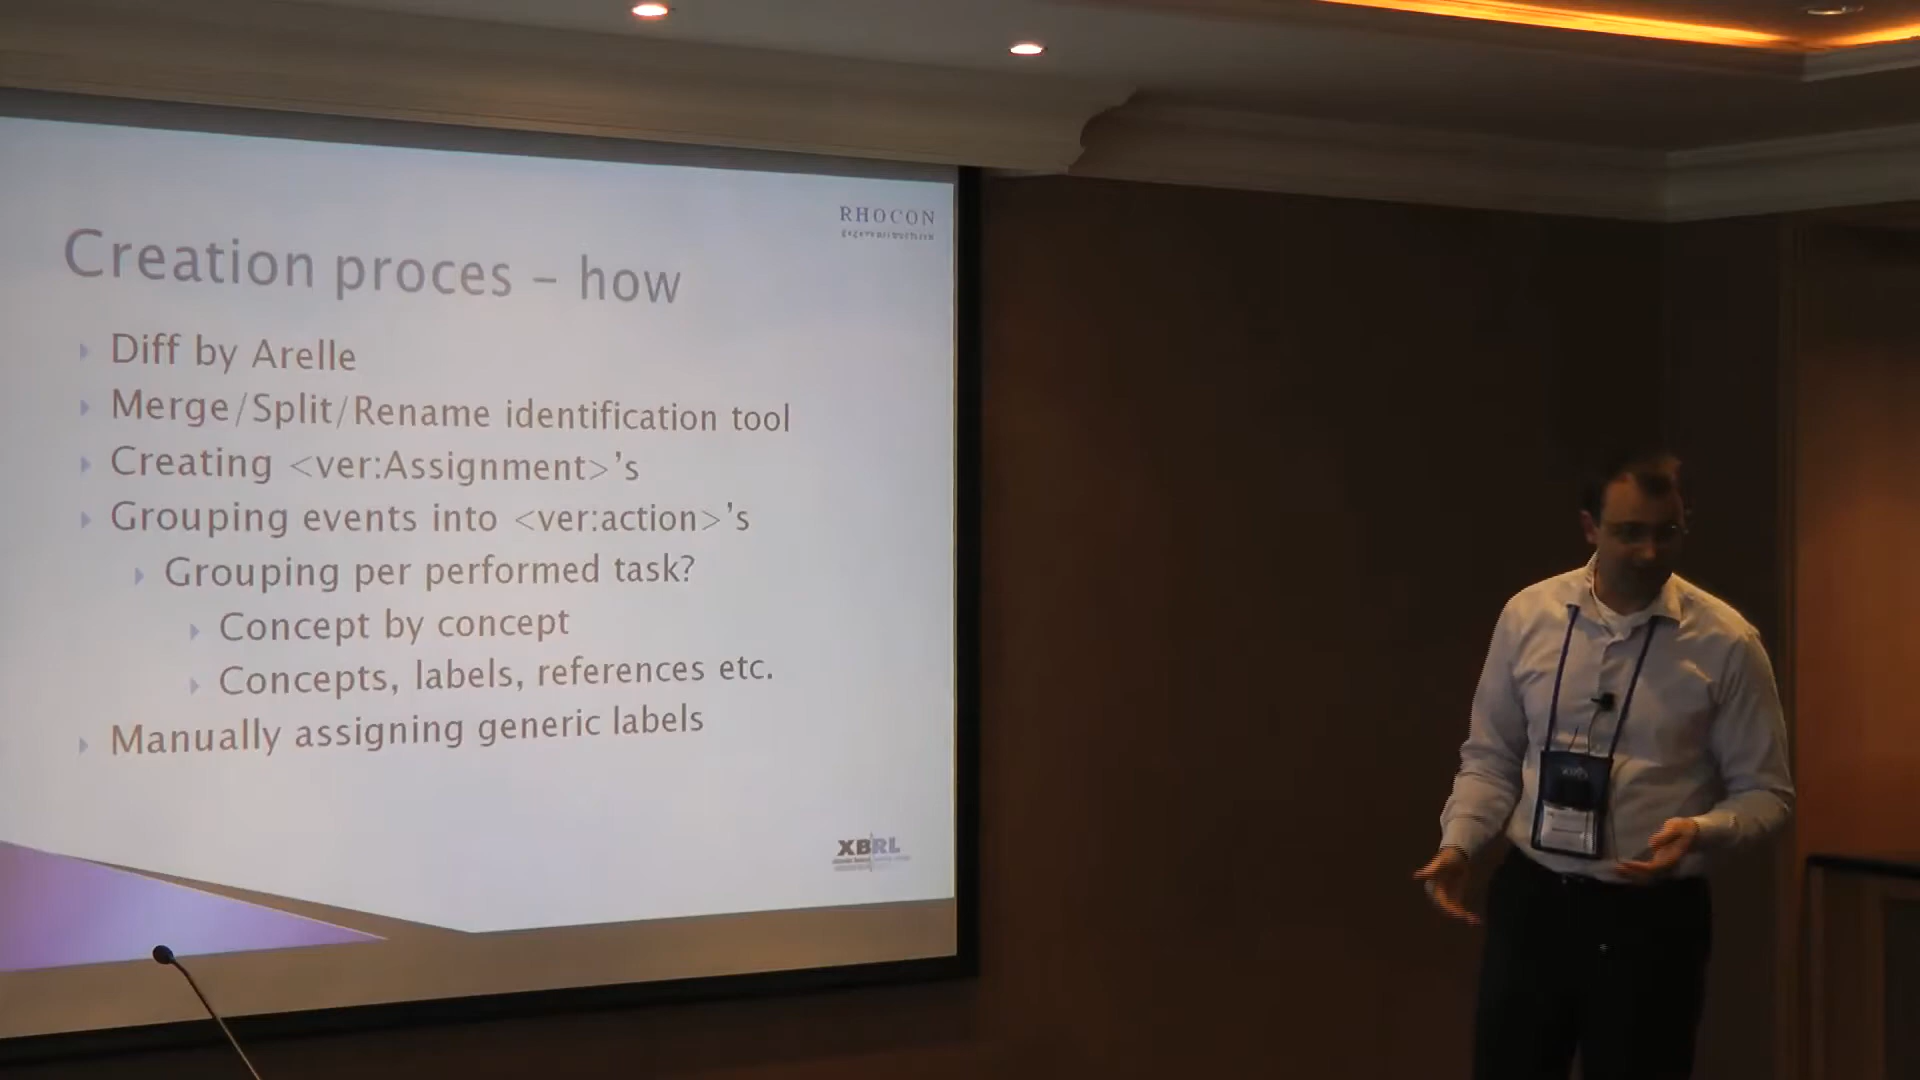 RHOCON
Creation proces – how
Diff by Arelle
Merge/Split/Rename identification tool
Creating <ver:Assignment>'s
Grouping events into <ver:action>'s
Grouping per performed task?
Concept by concept
Concepts, labels, references etc.
Manually assigning generic labels
XBRL